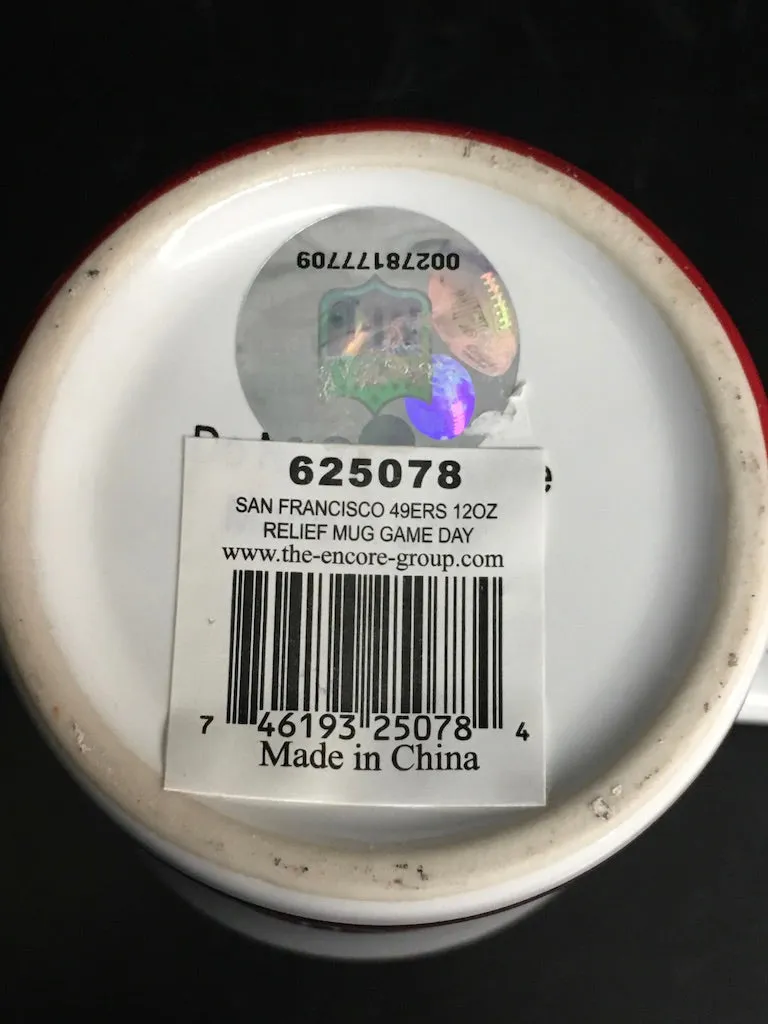 00278177709
625078
SAN FRANCISCO 49ERS 12OZ
RELIEF MUG GAME DAY
www.the-encore-group.com
7 46193 25078 4
Made in China